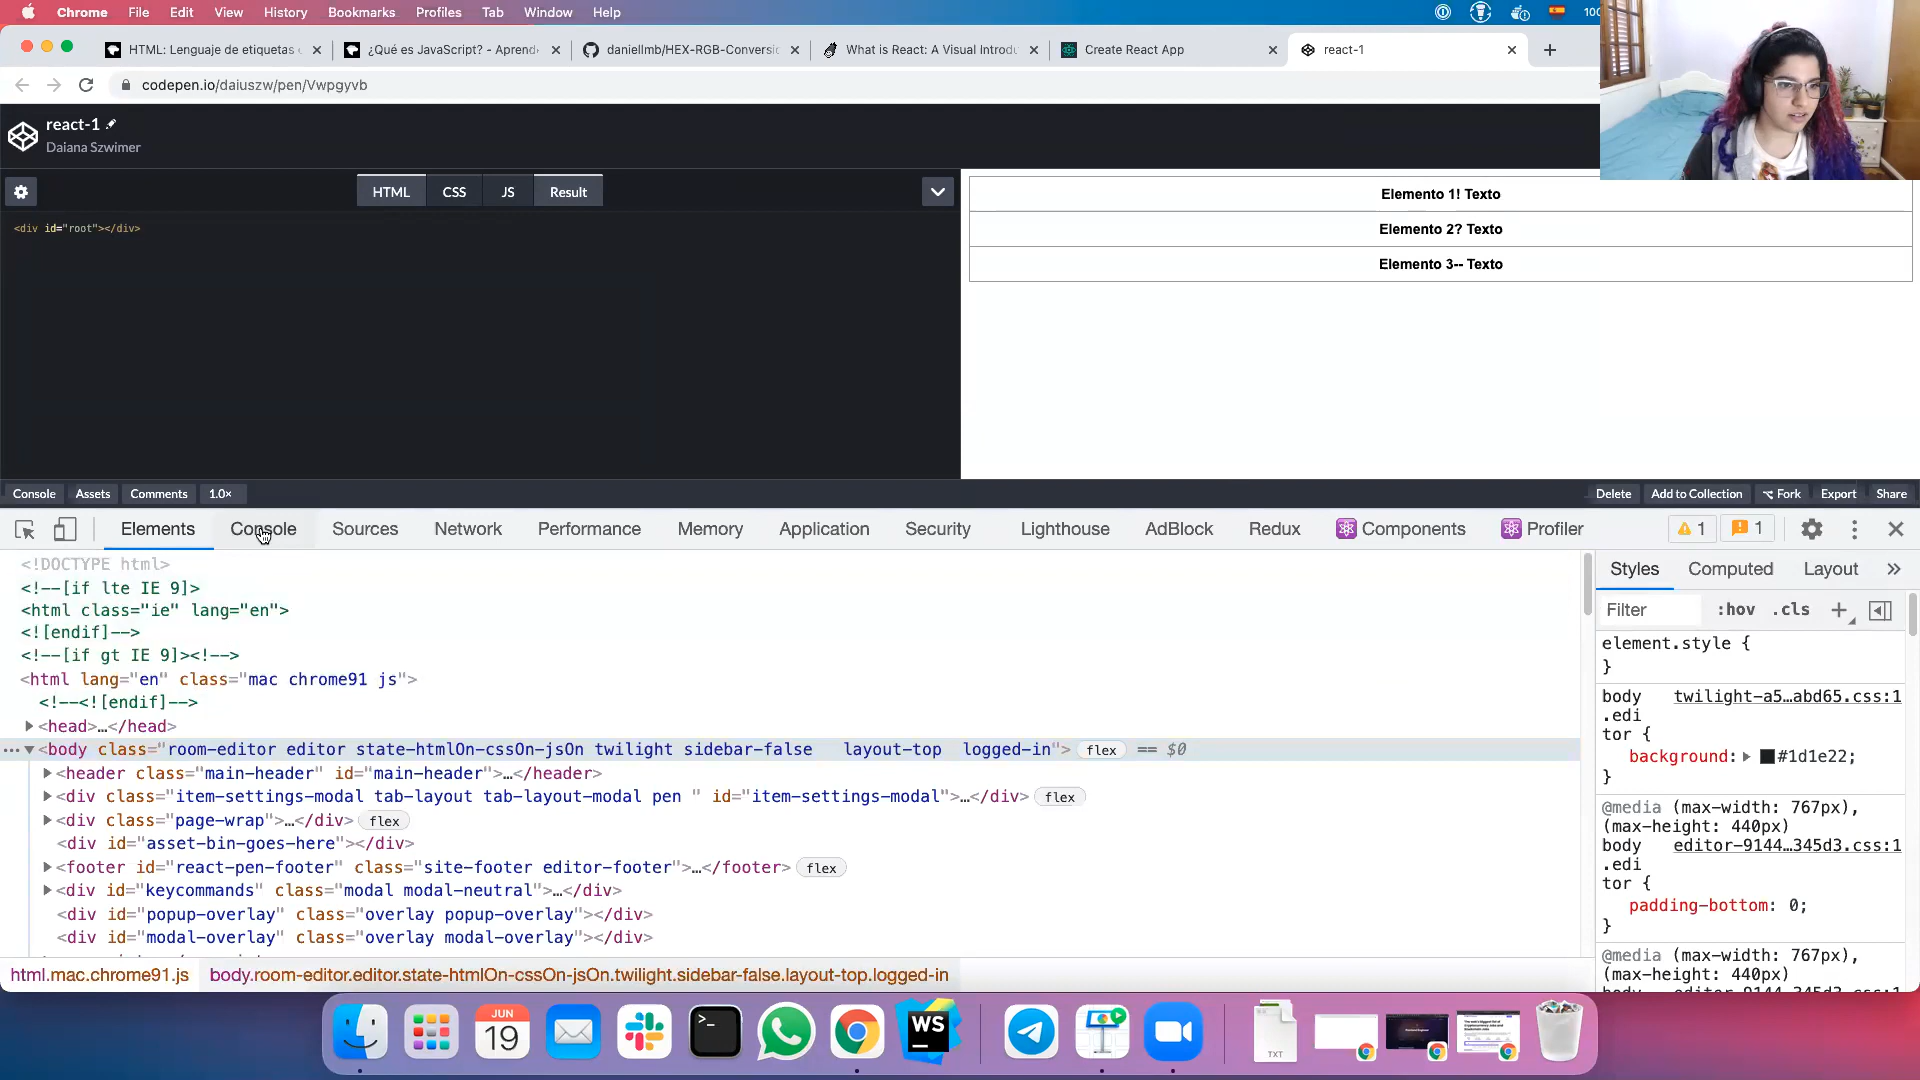 Chrome File Edit View History Bookmarks Profiles Tab Window Help
HTML: Lenguaje de etiquetas
¿Qué es JavaScript? - Aprend
daniellmb/HEX-RGB-Conversio
What is React: A Visual Introdu
Create React App
react-1
codepen.io/daiuszw/pen/Vwpgyvb
react-1
Daiana Szwimer
HTML CSS JS Result
<div id="root"></div>
Elemento 1! Texto
Elemento 2? Texto
Elemento 3-- Texto
Console Assets Comments 1.0×
Delete Add to Collection Fork Export Share
Elements Console Sources Network Performance Memory Application Security Lighthouse AdBlock Redux Components Profiler 1 1
<!DOCTYPE html>
<!--[if lte IE 9]>
<html class="ie" lang="en">
<![endif]-->
<!--[if gt IE 9]><!-->
<html lang="en" class="mac chrome91 js">
<!--<![endif]-->
<head>…</head>
<body class="room-editor editor state-htmlOn-cssOn-jsOn twilight sidebar-false layout-top logged-in"> flex == $0
<header class="main-header" id="main-header">…</header>
<div class="item-settings-modal tab-layout tab-layout-modal pen " id="item-settings-modal">…</div> flex
<div class="page-wrap">…</div> flex
<div id="asset-bin-goes-here"></div>
<footer id="react-pen-footer" class="site-footer editor-footer">…</footer> flex
<div id="keycommands" class="modal modal-neutral">…</div>
<div id="popup-overlay" class="overlay popup-overlay"></div>
<div id="modal-overlay" class="overlay modal-overlay"></div>
html.mac.chrome91.js body.room-editor.editor.state-htmlOn-cssOn-jsOn.twilight.sidebar-false.layout-top.logged-in
Styles Computed Layout »
Filter :hov .cls +
element.style {
}
body twilight-a5…abd65.css:1
.edi
tor {
background: #1d1e22;
}
@media (max-width: 767px),
(max-height: 440px)
body editor-9144…345d3.css:1
.edi
tor {
padding-bottom: 0;
}
@media (max-width: 767px),
(max-height: 440px)
JUN
19
WS
TXT